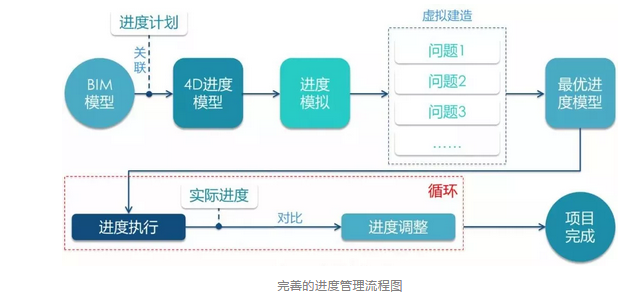 进度计划
虚拟建造
关联
BIM
模型
4D进度
模型
进度
模拟
问题1
问题2
问题3
……
最优进
度模型
循环
实际进度
进度执行
对比
进度调整
项目
完成
完善的进度管理流程图